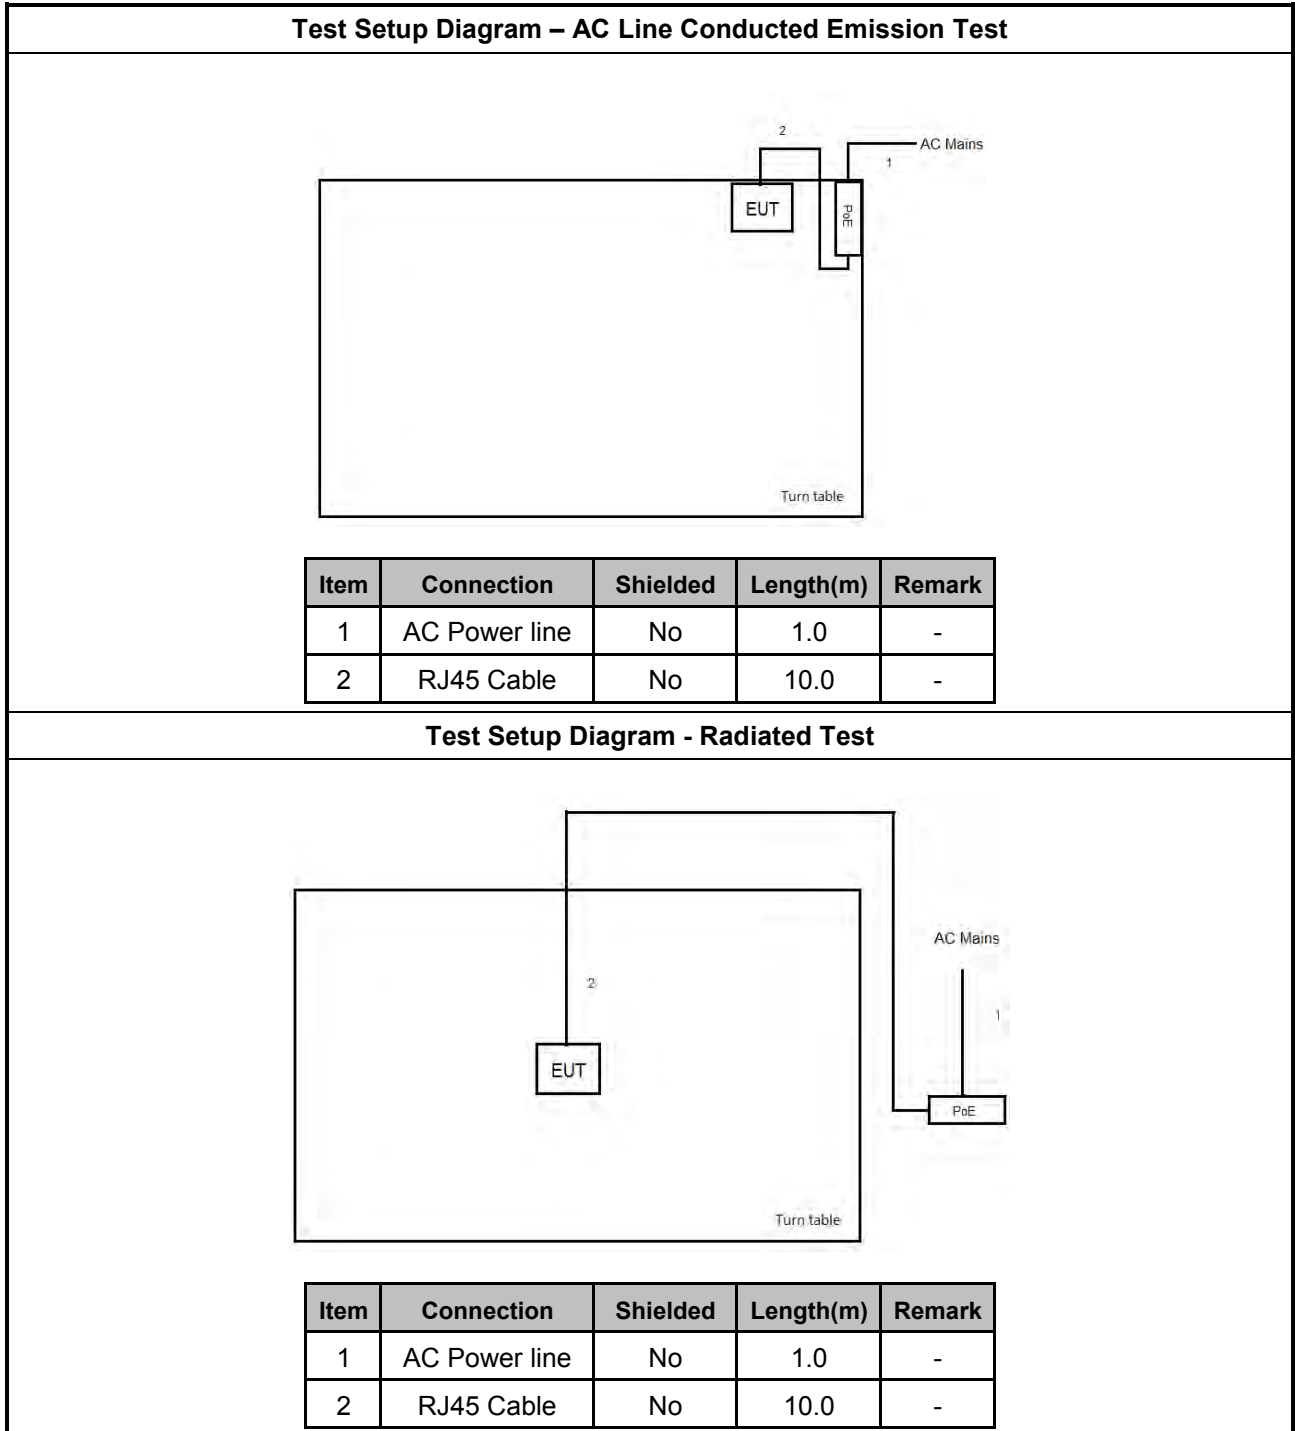 Test Setup Diagram – AC Line Conducted Emission Test
2
AC Mains
1
EUT
PoE
Turn table
Item Connection Shielded Length(m) Remark
1 AC Power line No 1.0 -
2 RJ45 Cable No 10.0 -
Test Setup Diagram - Radiated Test
AC Mains
2
1
EUT
PoE
Turn table
Item Connection Shielded Length(m) Remark
1 AC Power line No 1.0 -
2 RJ45 Cable No 10.0 -